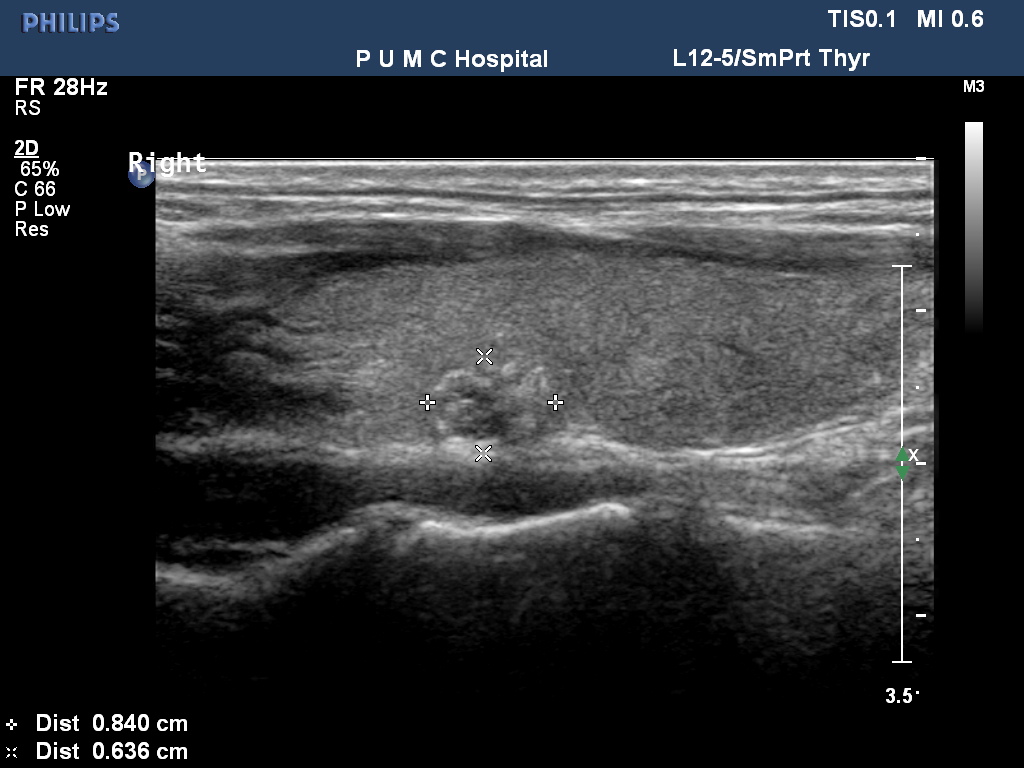 PHILIPS
TIS0.1 MI 0.6
P U M C Hospital
L12-5/SmPrt Thyr
FR 28Hz
RS
M3
2D
65%
C 66
P Low
Res
Right
P
X
3.5
Dist 0.840 cm
Dist 0.636 cm